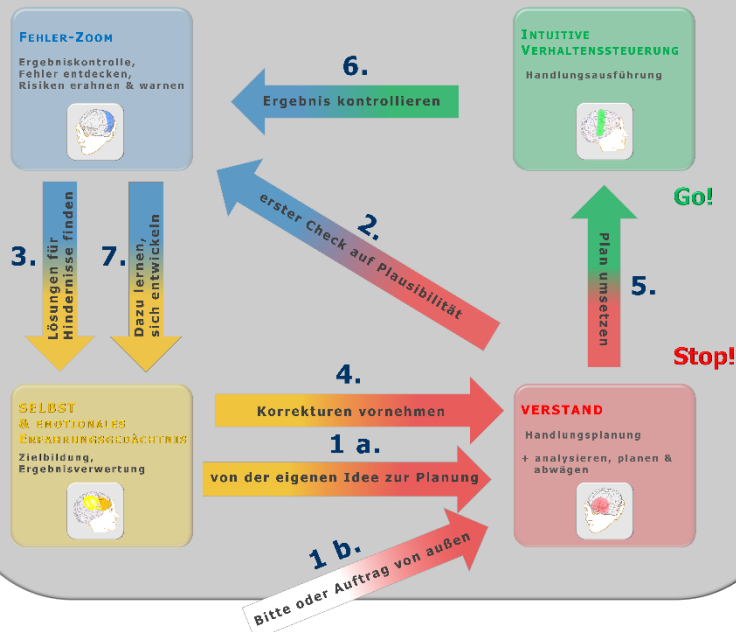 FEHLER-ZOOM
Ergebiskontrolle,
Fehler entdecken,
Risiken erahnen & warnen
6.
Ergebnis kontrollieren
INTUITIVE
VERHALTENSSTEUERUNG
Handlungsausführung
2.
erster Check auf Plausibilität
Go!
3.
Lösungen für
Hindernisse finden
7.
Dazu lernen,
sich entwickeln
Plan umsetzen
5.
Stop!
SELBST
& EMOTIONALES
ERFAHRUNGSGEDÄCHTNIS
Zielbildung,
Ergebnisverwertung
4.
Korrekturen vornehmen
1 a.
von der eigenen Idee zur Planung
1 b.
Bitte oder Auftrag von außen
VERSTAND
Handlungsplanung
+ analysieren, planen &
abwägen